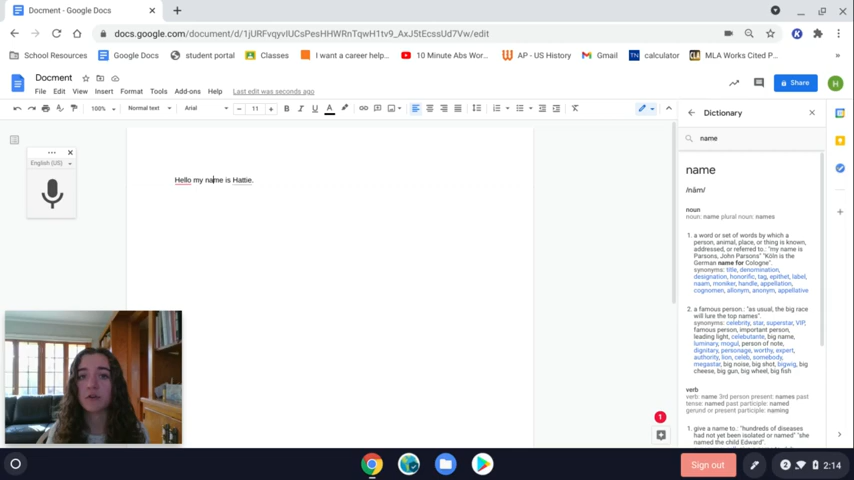 Docment - Google Docs
docs.google.com/document/d/1jURFvqyvIUCsPesHHWRnTqwH1tv9_AxJ5tEcssUd7Vw/edit
School Resources Google Docs student portal Classes I want a career help... 10 Minute Abs Wor... AP - US History Gmail calculator MLA Works Cited P...
Docment
File Edit View Insert Format Tools Add-ons Help Last edit was seconds ago
Share
H
100% Normal text Arial 11 B I U A
Dictionary
name
English (US)
Hello my name is Hattie.
name
/nām/
noun
noun: name plural noun: names
1. a word or set of words by which a
person, animal, place, or thing is known,
addressed, or referred to.: "my name is
Parsons, John Parsons" "Köln is the
German name for Cologne".
synonyms: title, denomination,
designation, honorific, tag, epithet, label,
naam, moniker, handle, appellation,
cognomen, allonym, anonym, appellative
2. a famous person.: "as usual, the big race
will lure the top names".
synonyms: celebrity, star, superstar, VIP,
famous person, important person,
leading light, celebutante, big name,
luminary, mogul, person of note,
dignitary, personage, worthy, expert,
authority, lion, celeb, somebody,
megastar, big noise, big shot, bigwig, big
cheese, big gun, big wheel, big fish
verb
verb: name 3rd person present: names past
tense: named past participle: named
gerund or present participle: naming
1. give a name to.: "hundreds of diseases
had not yet been isolated or named" "she
named the child Edward".
1
Sign out
2
2:14